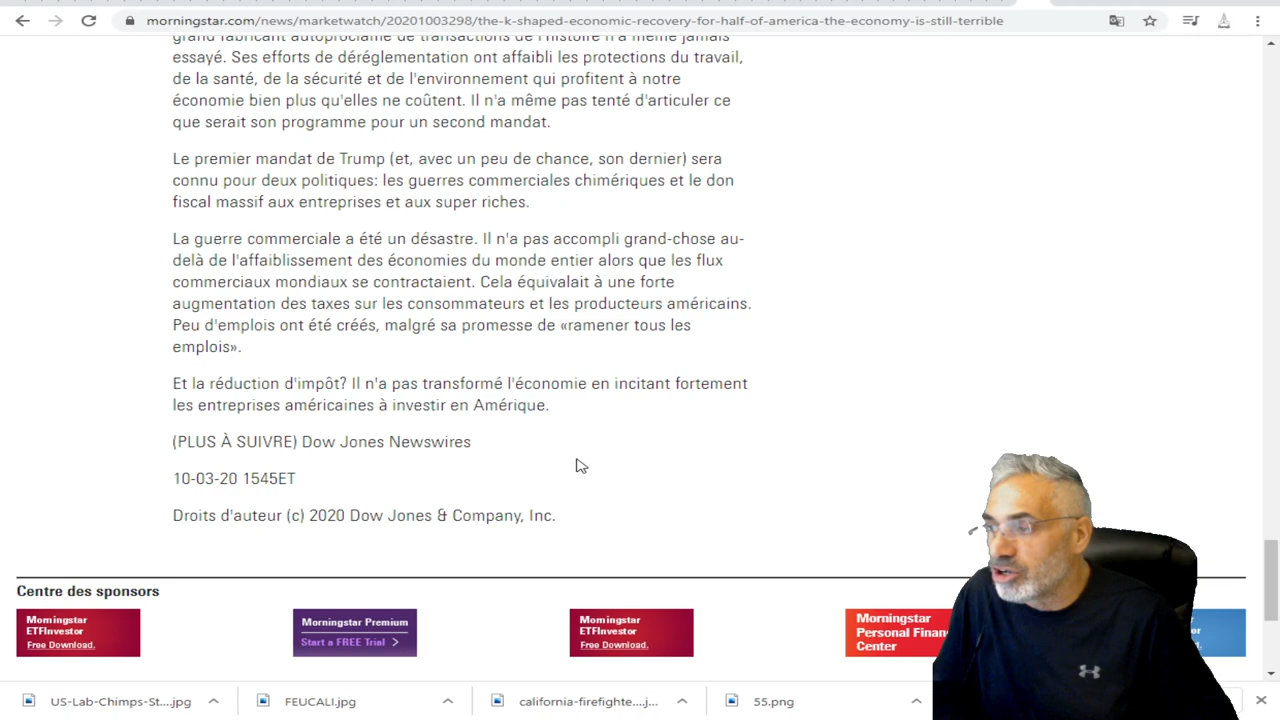 morningstar.com/news/marketwatch/20201003298/the-k-shaped-economic-recovery-for-half-of-america-the-economy-is-still-terrible
grand fabricant autoproclamé de transactions de l'histoire n'a même jamais
essayé. Ses efforts de déréglementation ont affaibli les protections du travail,
de la santé, de la sécurité et de l'environnement qui profitent à notre
économie bien plus qu'elles ne coûtent. Il n'a même pas tenté d'articuler ce
que serait son programme pour un second mandat.
Le premier mandat de Trump (et, avec un peu de chance, son dernier) sera
connu pour deux politiques: les guerres commerciales chimériques et le don
fiscal massif aux entreprises et aux super riches.
La guerre commerciale a été un désastre. Il n'a pas accompli grand-chose au-
delà de l'affaiblissement des économies du monde entier alors que les flux
commerciaux mondiaux se contractaient. Cela équivalait à une forte
augmentation des taxes sur les consommateurs et les producteurs américains.
Peu d'emplois ont été créés, malgré sa promesse de «ramener tous les
emplois».
Et la réduction d'impôt? Il n'a pas transformé l'économie en incitant fortement
les entreprises américaines à investir en Amérique.
(PLUS À SUIVRE) Dow Jones Newswires
10-03-20 1545ET
Droits d'auteur (c) 2020 Dow Jones & Company, Inc.
Centre des sponsors
Morningstar
ETFInvestor
Free Download.
Morningstar Premium
Start a FREE Trial >
Morningstar
ETFInvestor
Free Download.
Morningstar
Personal Finan
Center
US-Lab-Chimps-St....jpg
FEUCALI.jpg
california-firefighte....j...
55.png